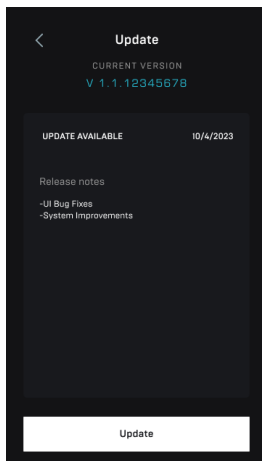 Update
CURRENT VERSION
V 1.1.12345678
UPDATE AVAILABLE 10/4/2023
Release notes
-UI Bug Fixes
-System Improvements
Update